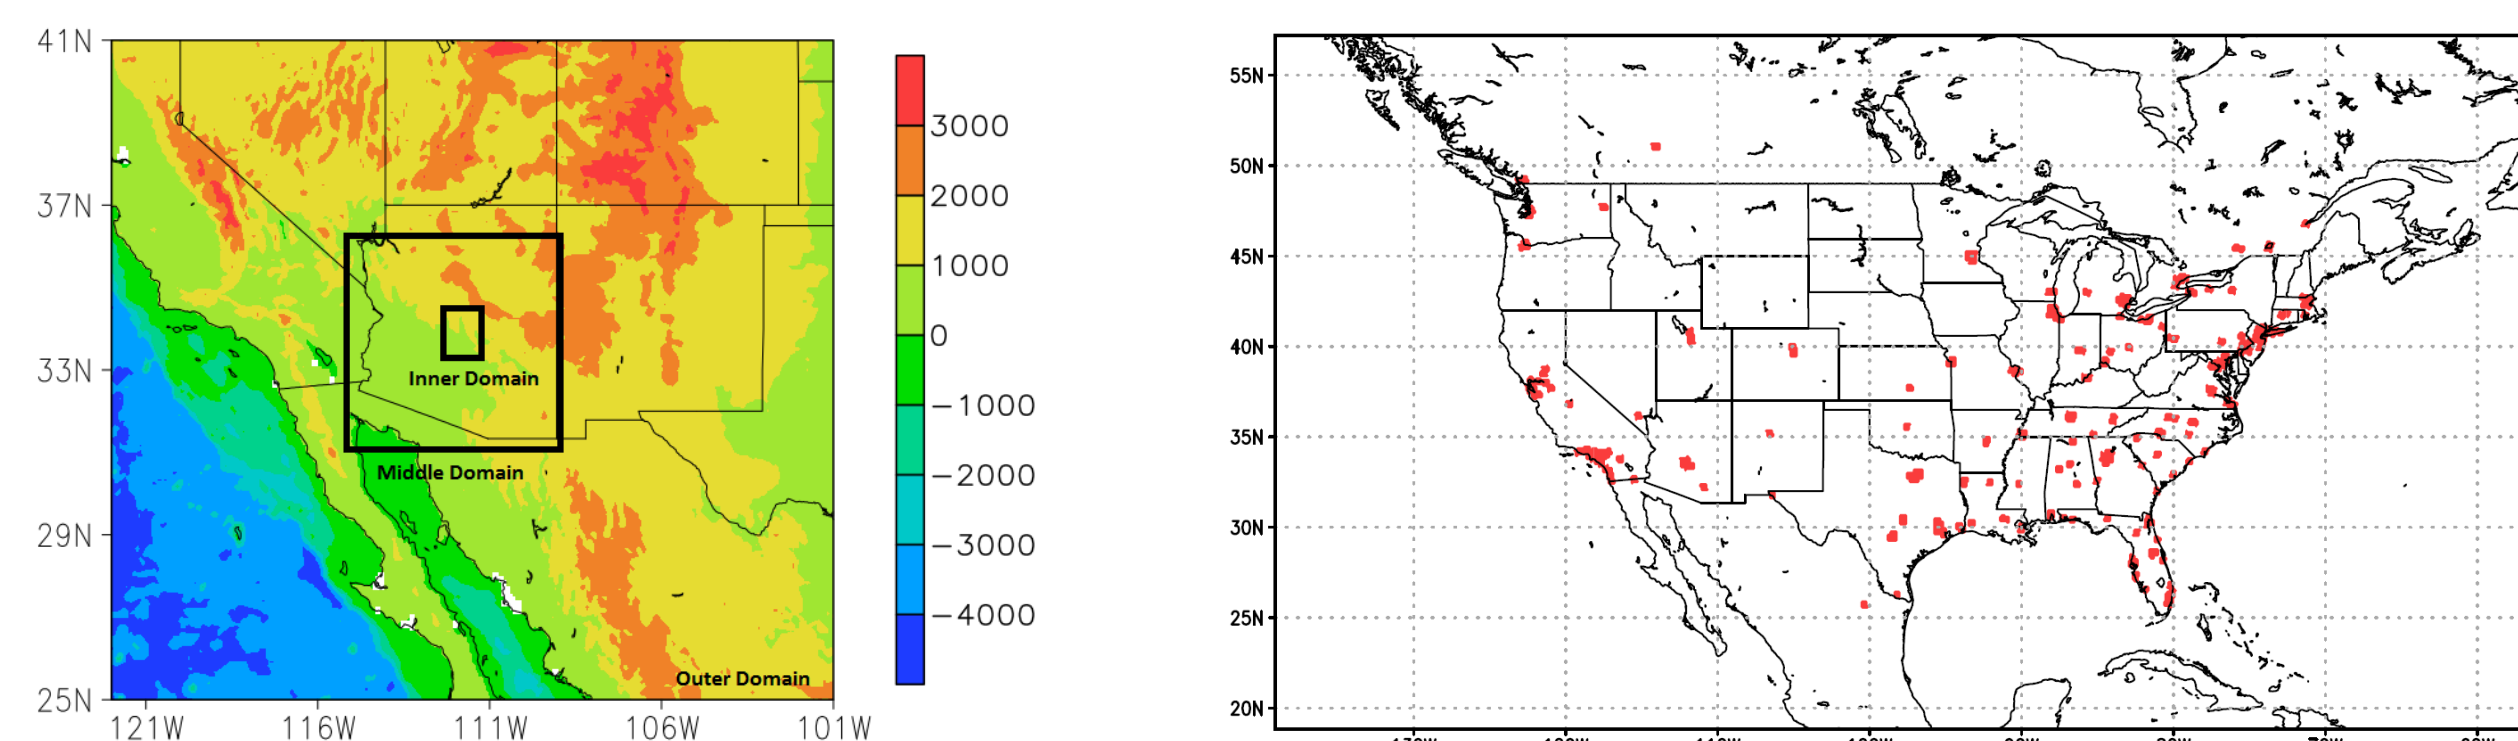 41N
37N
33N
29N
25N
121W
116W
111W
106W
101W
Inner Domain
Middle Domain
Outer Domain
3000
2000
1000
0
−1000
−2000
−3000
−4000
55N
50N
45N
40N
35N
30N
25N
20N